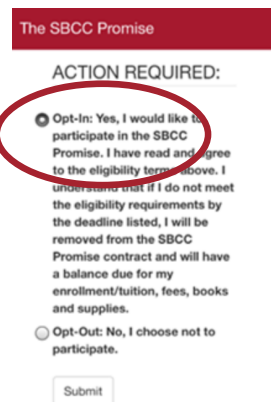 The SBCC Promise
ACTION REQUIRED:
Opt-In: Yes, I would like to
participate in the SBCC
Promise. I have read and agree
to the eligibility terms above. I
understand that if I do not meet
the eligibility requirements by
the deadline listed, I will be
removed from the SBCC
Promise contract and will have
a balance due for my
enrollment/tuition, fees, books
and supplies.
Opt-Out: No, I choose not to
participate.
Submit